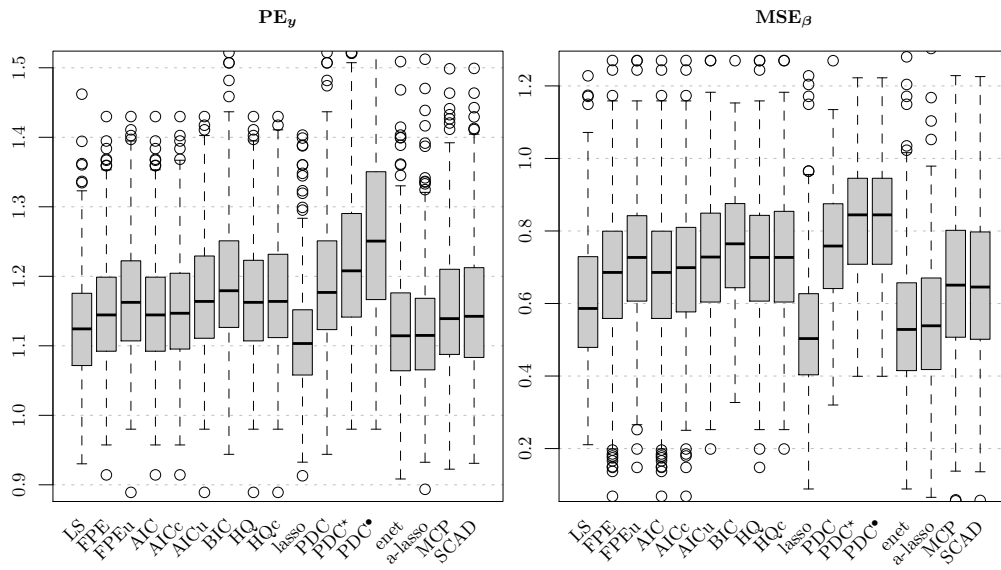 PE_y
MSE_β
0.9 1.0 1.1 1.2 1.3 1.4 1.5
LS FPE FPEu AIC AICc AICu BIC HQ HQc lasso PDC PDC* PDC• enet a-lasso MCP SCAD
0.2 0.4 0.6 0.8 1.0 1.2
LS FPE FPEu AIC AICc AICu BIC HQ HQc lasso PDC PDC* PDC• enet a-lasso MCP SCAD